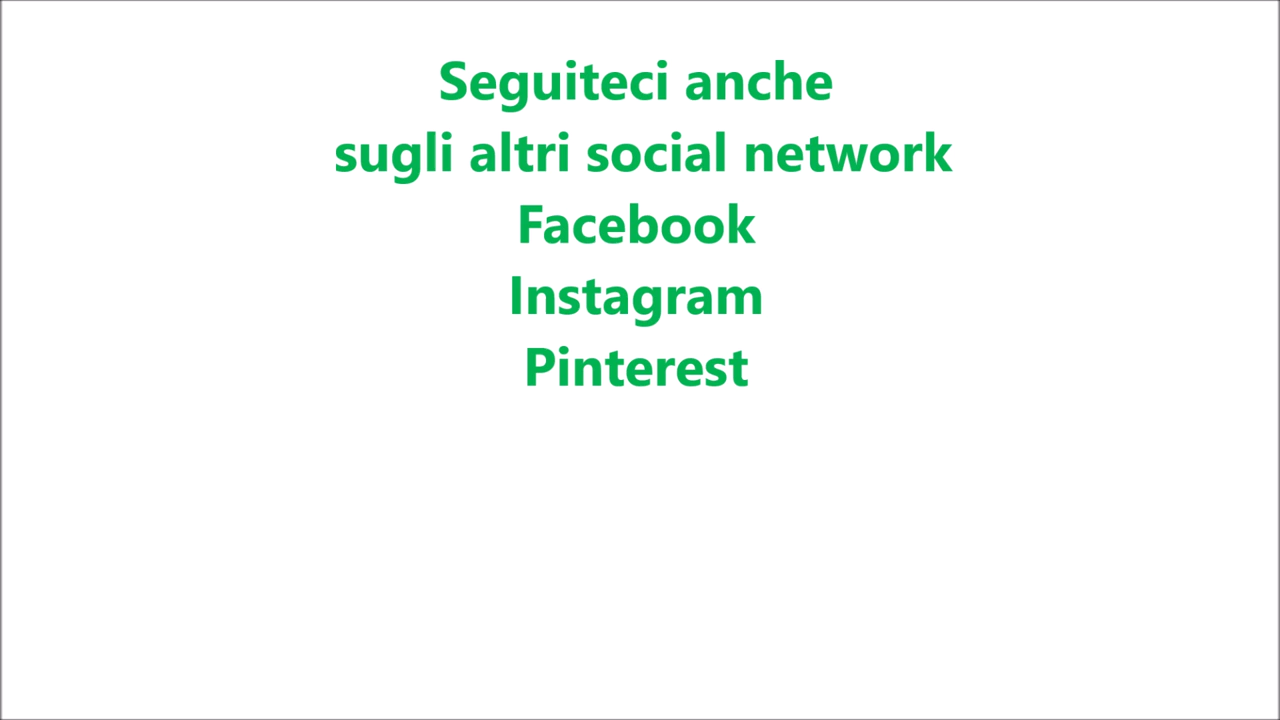 Seguiteci anche
sugli altri social network
Facebook
Instagram
Pinterest